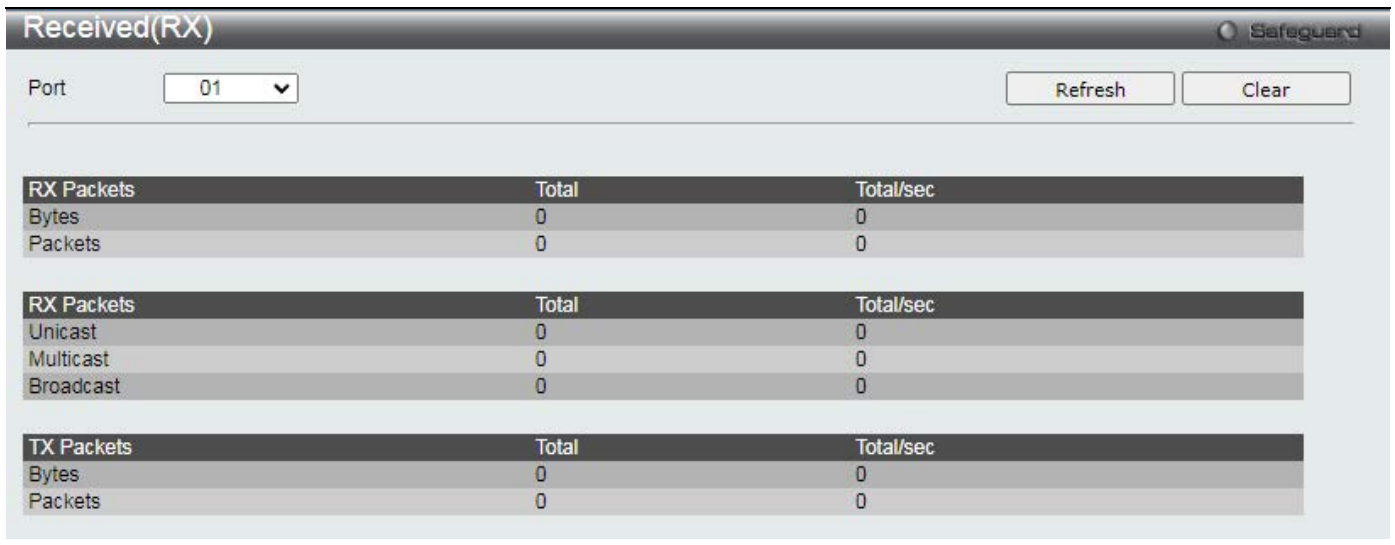 Received(RX)
Safeguard
Port 01 Refresh Clear
RX Packets Total Total/sec
Bytes 0 0
Packets 0 0
RX Packets Total Total/sec
Unicast 0 0
Multicast 0 0
Broadcast 0 0
TX Packets Total Total/sec
Bytes 0 0
Packets 0 0